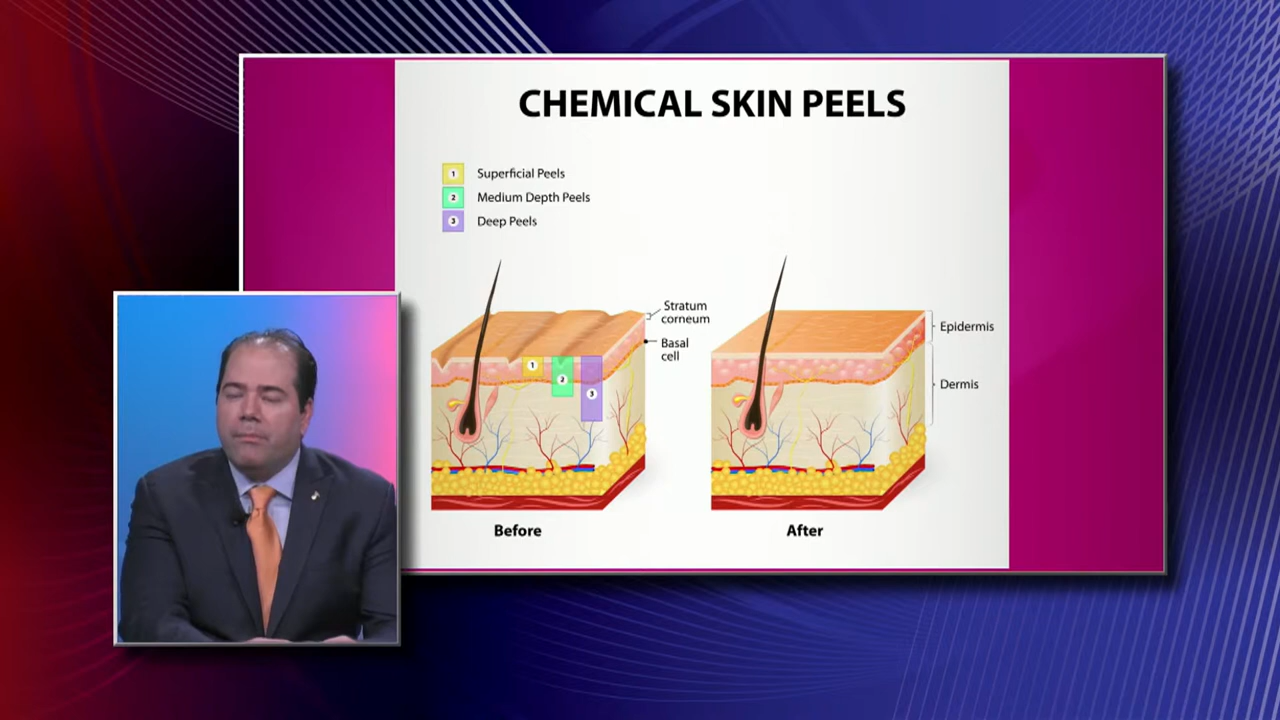 CHEMICAL SKIN PEELS
1 Superficial Peels
2 Medium Depth Peels
3 Deep Peels
Stratum
corneum
Basal
cell
1
2
3
Epidermis
Dermis
Before
After